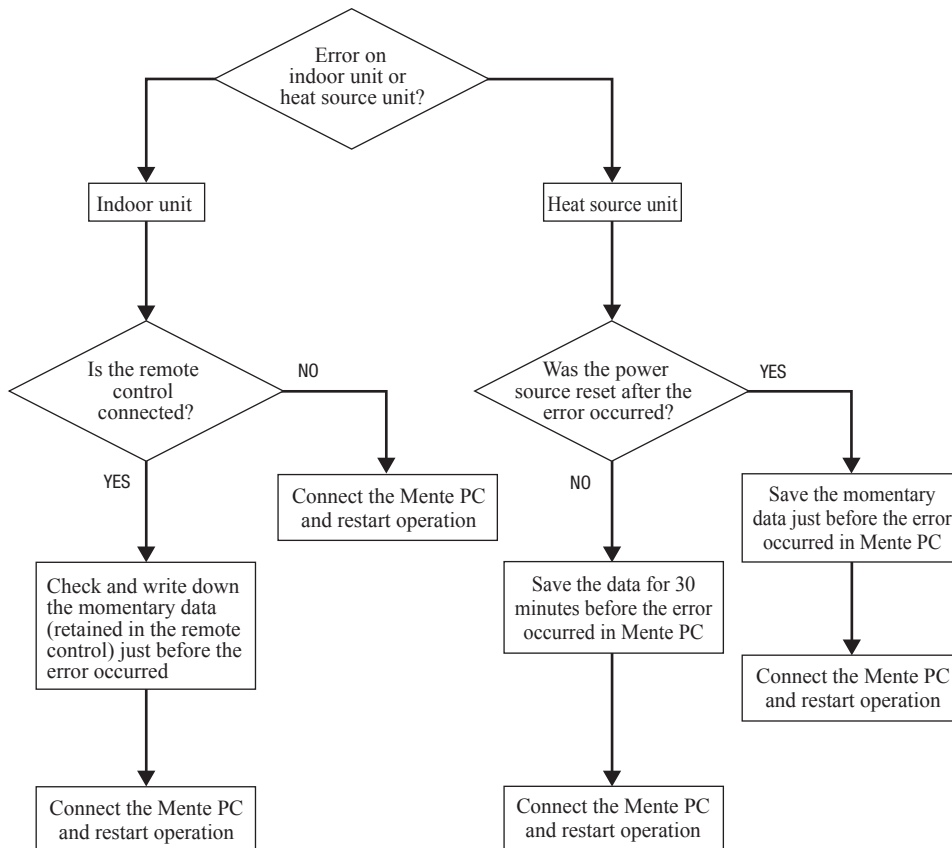 Error on
indoor unit or
heat source unit?
Indoor unit
Heat source unit
Is the remote
control
connected?
NO
YES
Connect the Mente PC
and restart operation
Check and write down
the momentary data
(retained in the remote
control) just before the
error occurred
Connect the Mente PC
and restart operation
Was the power
source reset after the
error occurred?
YES
NO
Save the momentary
data just before the error
occurred in Mente PC
Connect the Mente PC
and restart operation
Save the data for 30
minutes before the error
occurred in Mente PC
Connect the Mente PC
and restart operation